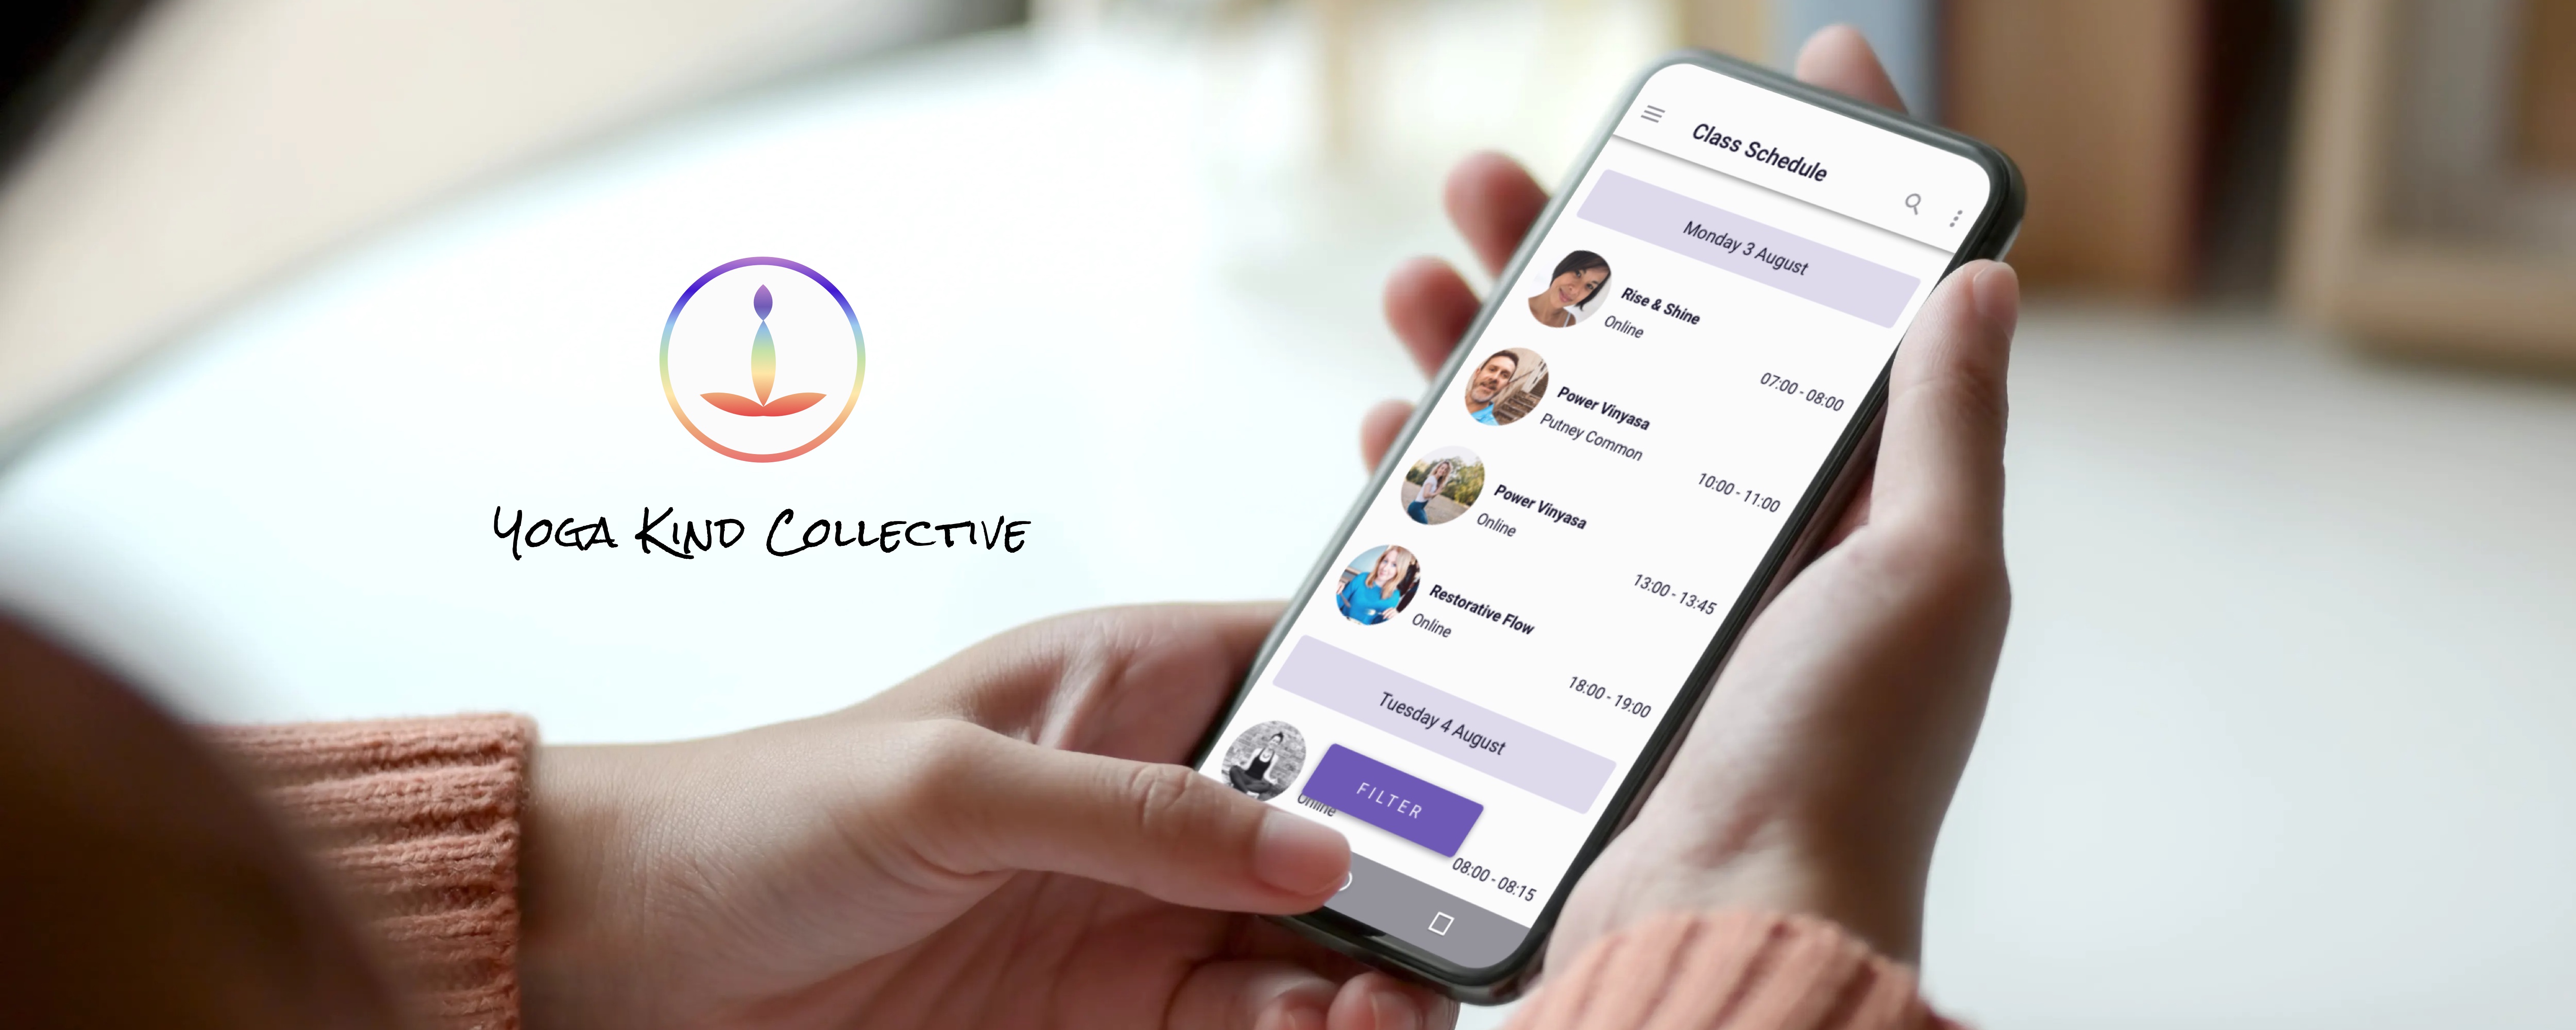 Yoga Kind Collective
Class Schedule
Monday 3 August
Rise & Shine
Online
07:00 - 08:00
Power Vinyasa
Putney Common
10:00 - 11:00
Power Vinyasa
Online
13:00 - 13:45
Restorative Flow
Online
18:00 - 19:00
Tuesday 4 August
Online
FILTER
08:00 - 08:15